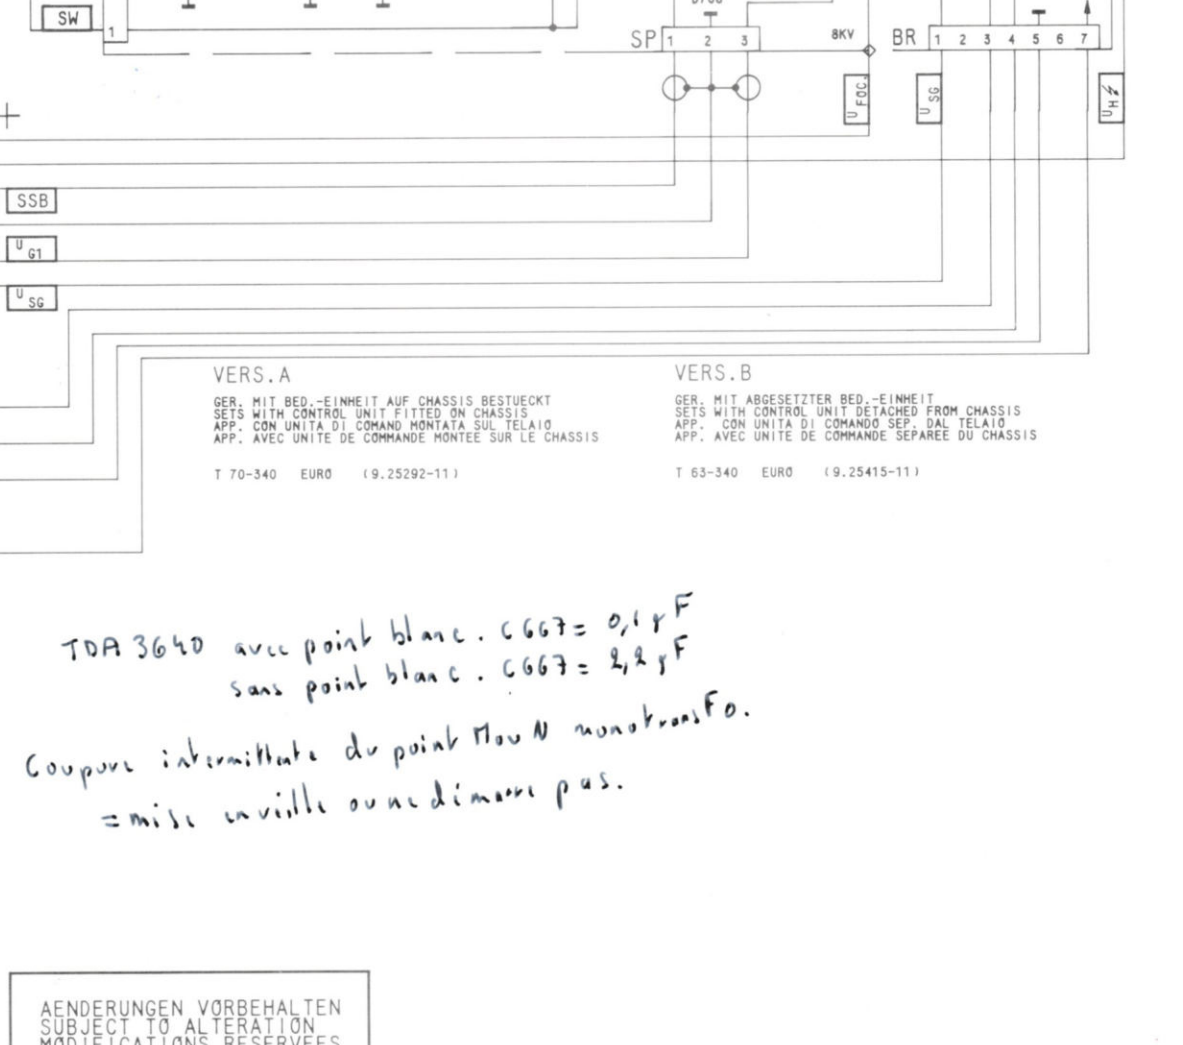 SW
1
D700
SP 1 2 3
8KV
BR 1 2 3 4 5 6 7
U FOC.
U SG
U H
SSB
U G1
U SG
VERS.A
GER. MIT BED.-EINHEIT AUF CHASSIS BESTUECKT
SETS WITH CONTROL UNIT FITTED ON CHASSIS
APP. CON UNITA DI COMAND MONTATA SUL TELAIO
APP. AVEC UNITE DE COMMANDE MONTEE SUR LE CHASSIS
T 70-340 EURO (9.25292-11)
VERS.B
GER. MIT ABGESETZTER BED.-EINHEIT
SETS WITH CONTROL UNIT DETACHED FROM CHASSIS
APP. CON UNITA DI COMANDO SEP. DAL TELAIO
APP. AVEC UNITE DE COMMANDE SEPAREE DU CHASSIS
T 63-340 EURO (9.25415-11)
TDA 3640 avec point blanc. C667= 0,1 µF
sans point blanc. C667= 2,2 µF
Coupure intermittente du point M ou N monotransfo.
= mise en veille ou ne démarre pas.
AENDERUNGEN VORBEHALTEN
SUBJECT TO ALTERATION
MODIFICATIONS RESERVEES